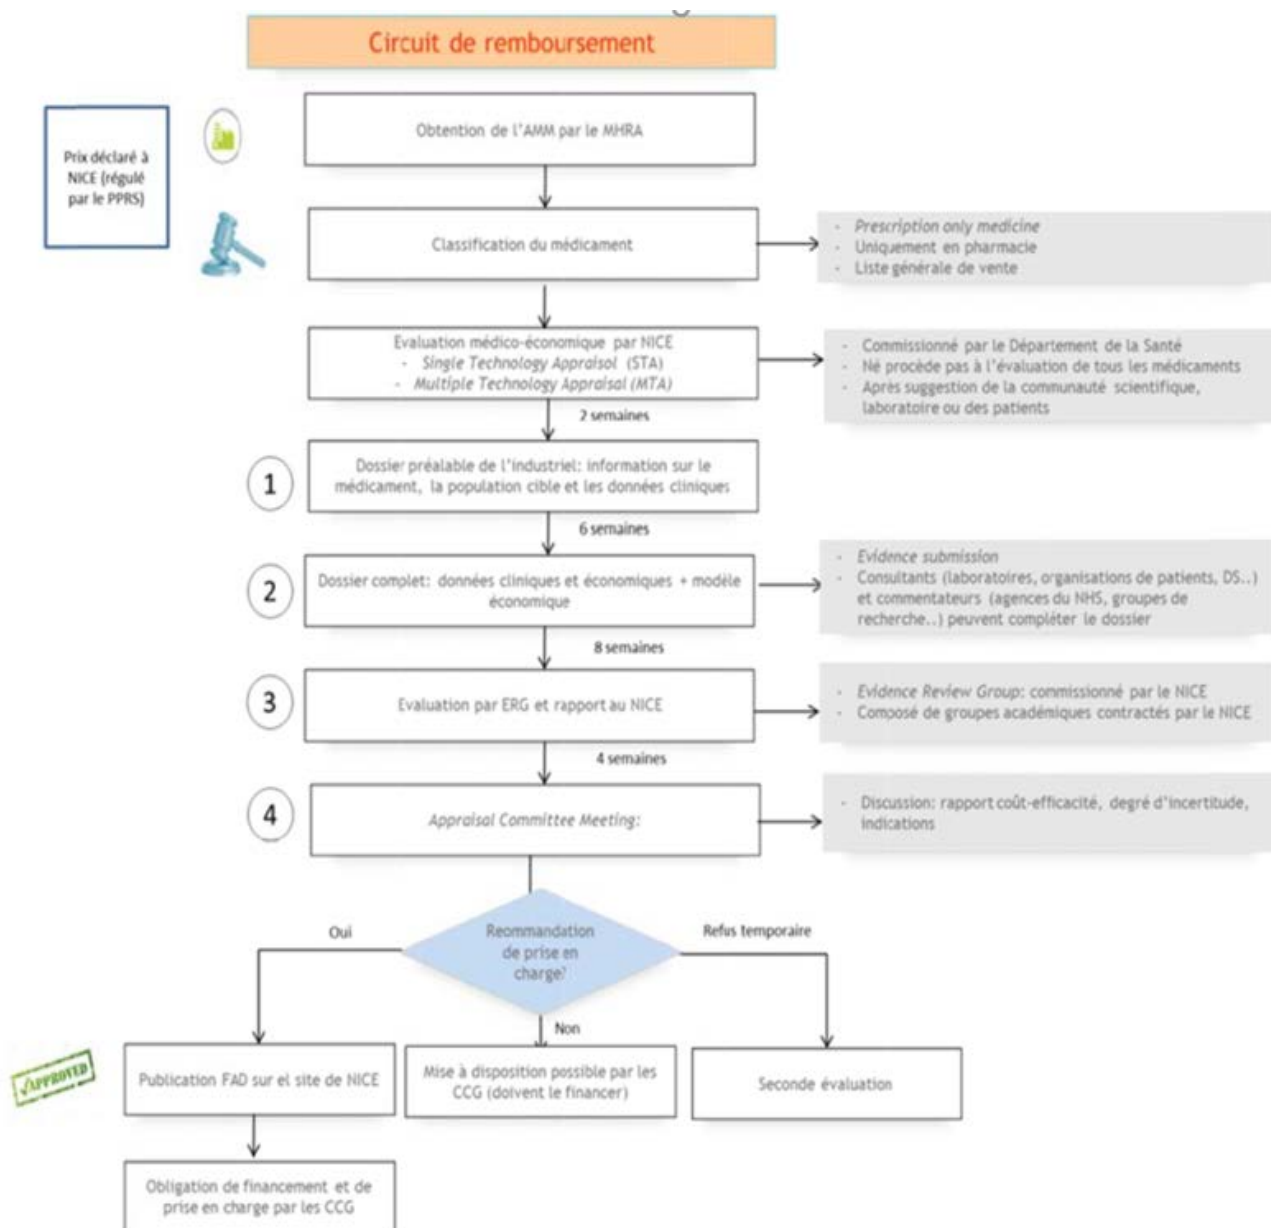 Circuit de remboursement
Prix déclaré à
NICE (régulé
par le PPRS)
Obtention de l'AMM par le MHRA
Classification du médicament
- Prescription only medicine
- Uniquement en pharmacie
- Liste générale de vente
Evaluation médico-économique par NICE
- Single Technology Appraisol (STA)
- Multiple Technology Appraisal (MTA)
- Commissionné par le Département de la Santé
- Né procède pas à l'évaluation de tous les médicaments
- Après suggestion de la communauté scientifique,
laboratoire ou des patients
2 semaines
1
Dossier préalable de l'industriel: information sur le
médicament, la population cible et les données cliniques
6 semaines
2
Dossier complet: données cliniques et économiques + modèle
économique
- Evidence submission
- Consultants (laboratoires, organisations de patients, DS..)
et commentateurs (agences du NHS, groupes de
recherche..) peuvent compléter le dossier
8 semaines
3
Evaluation par ERG et rapport au NICE
- Evidence Review Group: commissionné par le NICE
- Composé de groupes académiques contractés par le NICE
4 semaines
4
Appraisal Committee Meeting:
- Discussion: rapport coût-efficacité, degré d'incertitude,
indications
Oui
Reommandation
de prise en
charge?
Refus temporaire
Non
APPROVED
Publication FAD sur el site de NICE
Mise à disposition possible par les
CCG (doivent le financer)
Seconde évaluation
Obligation de financement et de
prise en charge par les CCG